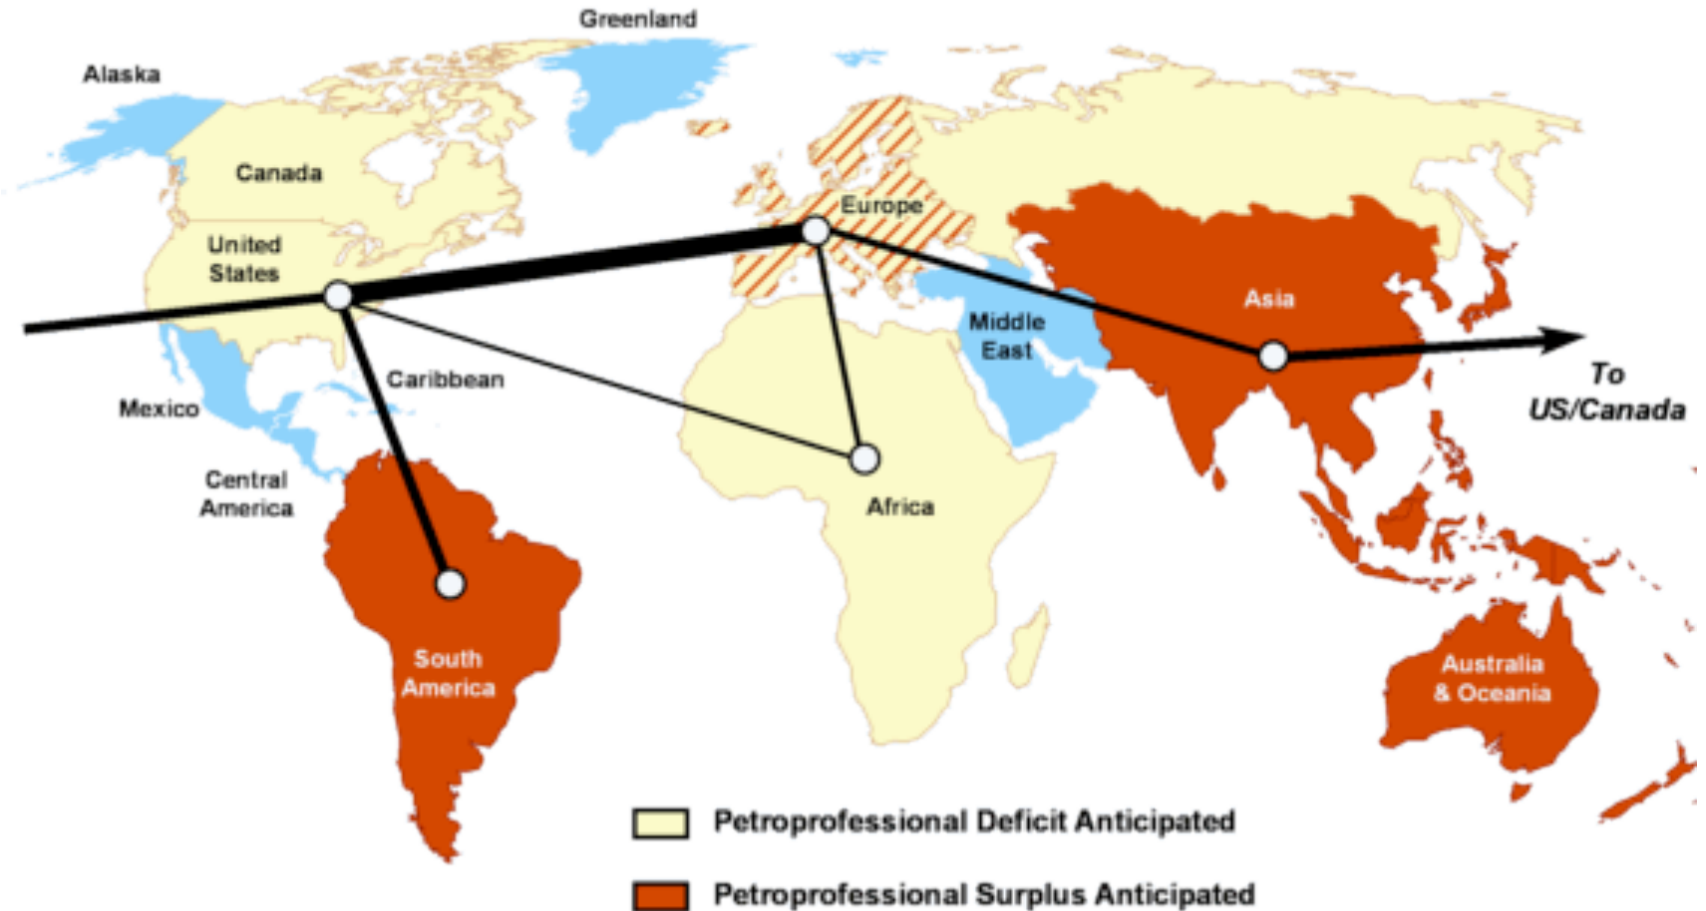 Greenland
Alaska
Canada
Europe
United
States
Asia
Middle
East
Caribbean
Mexico
To
US/Canada
Central
America
Africa
South
America
Australia
& Oceania
Petroprofessional Deficit Anticipated
Petroprofessional Surplus Anticipated